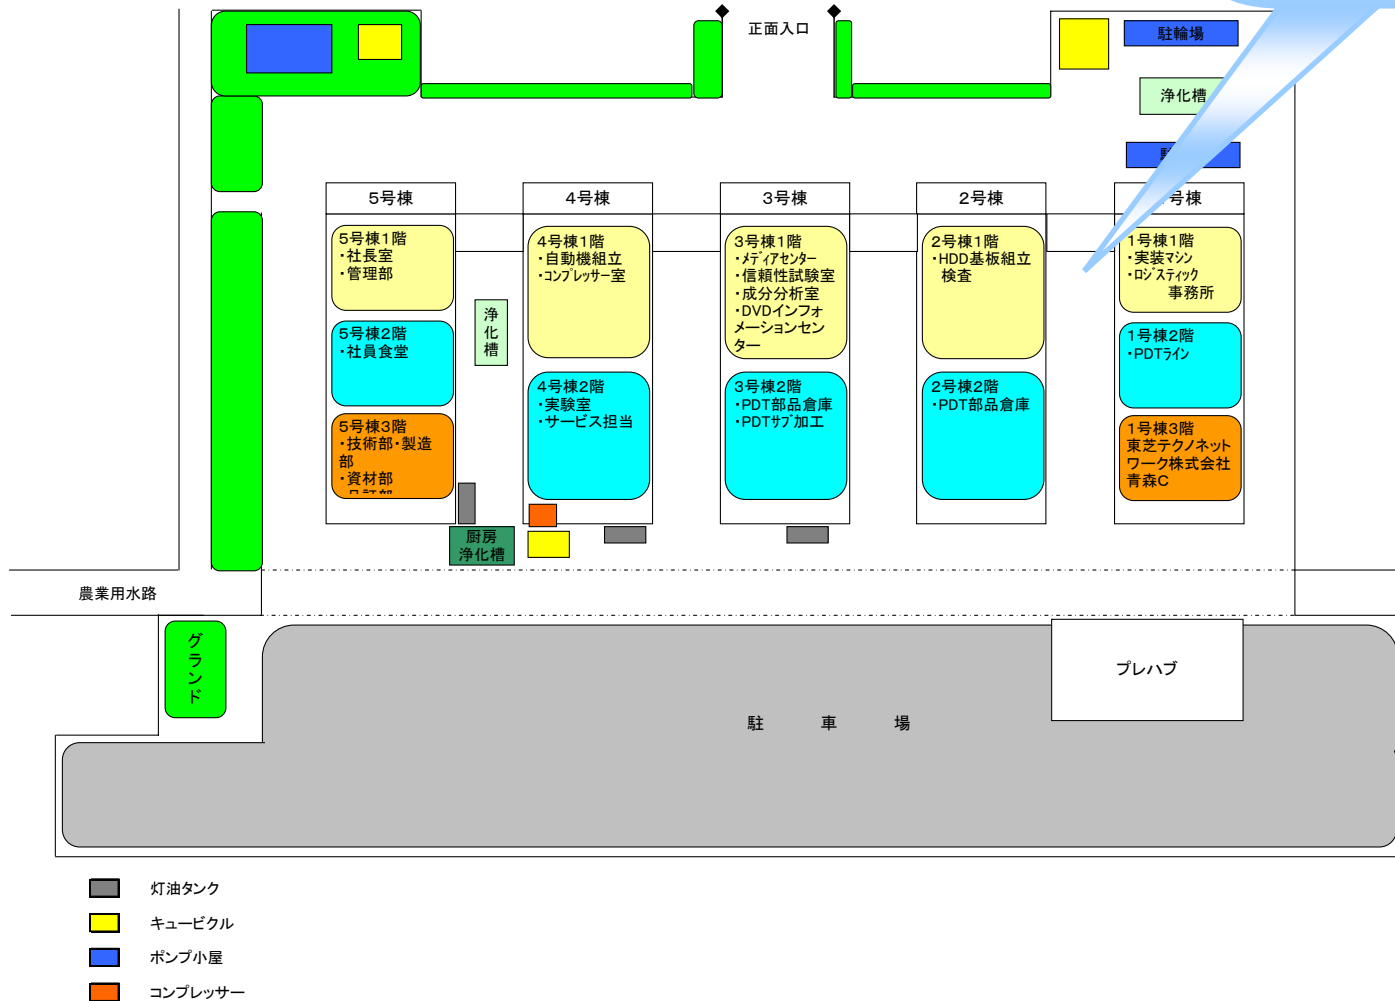 正面入口
駐輪場
浄化槽
5号棟
4号棟
3号棟
2号棟
号棟
5号棟1階
・社長室
・管理部
5号棟2階
・社員食堂
5号棟3階
・技術部・製造
部
・資材部
浄
化
槽
4号棟1階
・自動機組立
・コンプレッサー室
4号棟2階
・実験室
・サービス担当
3号棟1階
・メディアセンター
・信頼性試験室
・成分分析室
・DVDインフォ
メーションセン
ター
3号棟2階
・PDT部品倉庫
・PDTサブ加工
2号棟1階
・HDD基板組立
検査
2号棟2階
・PDT部品倉庫
1号棟1階
・実装マシン
・ロジスティック
事務所
1号棟2階
・PDTライン
1号棟3階
東芝テクノネット
ワーク株式会社
青森C
厨房
浄化槽
農業用水路
グ
ラ
ン
ド
プレハブ
駐 車 場
灯油タンク
キュービクル
ポンプ小屋
コンプレッサー